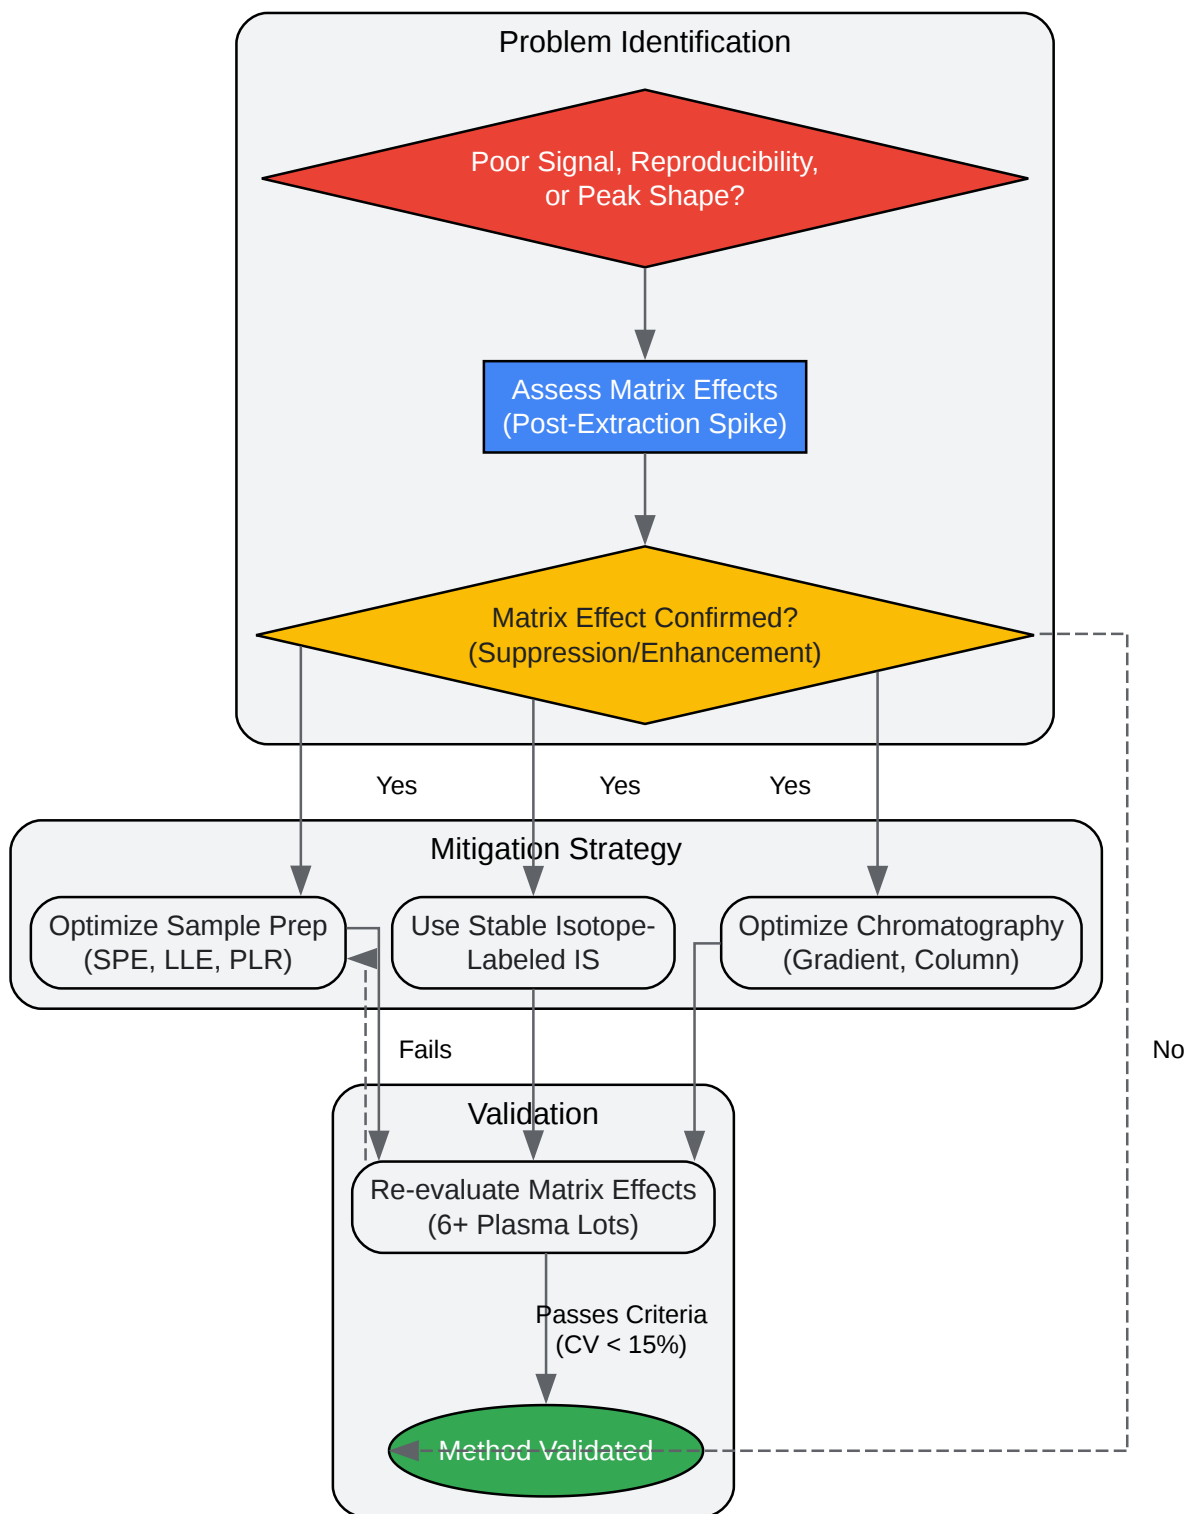 Problem Identification
Poor Signal, Reproducibility,
or Peak Shape?
Assess Matrix Effects
(Post-Extraction Spike)
Matrix Effect Confirmed?
(Suppression/Enhancement)
Yes
Yes
Yes
Mitigation Strategy
Optimize Sample Prep
(SPE, LLE, PLR)
Use Stable Isotope-
Labeled IS
Optimize Chromatography
(Gradient, Column)
Fails
No
Validation
Re-evaluate Matrix Effects
(6+ Plasma Lots)
Passes Criteria
(CV < 15%)
Method Validated